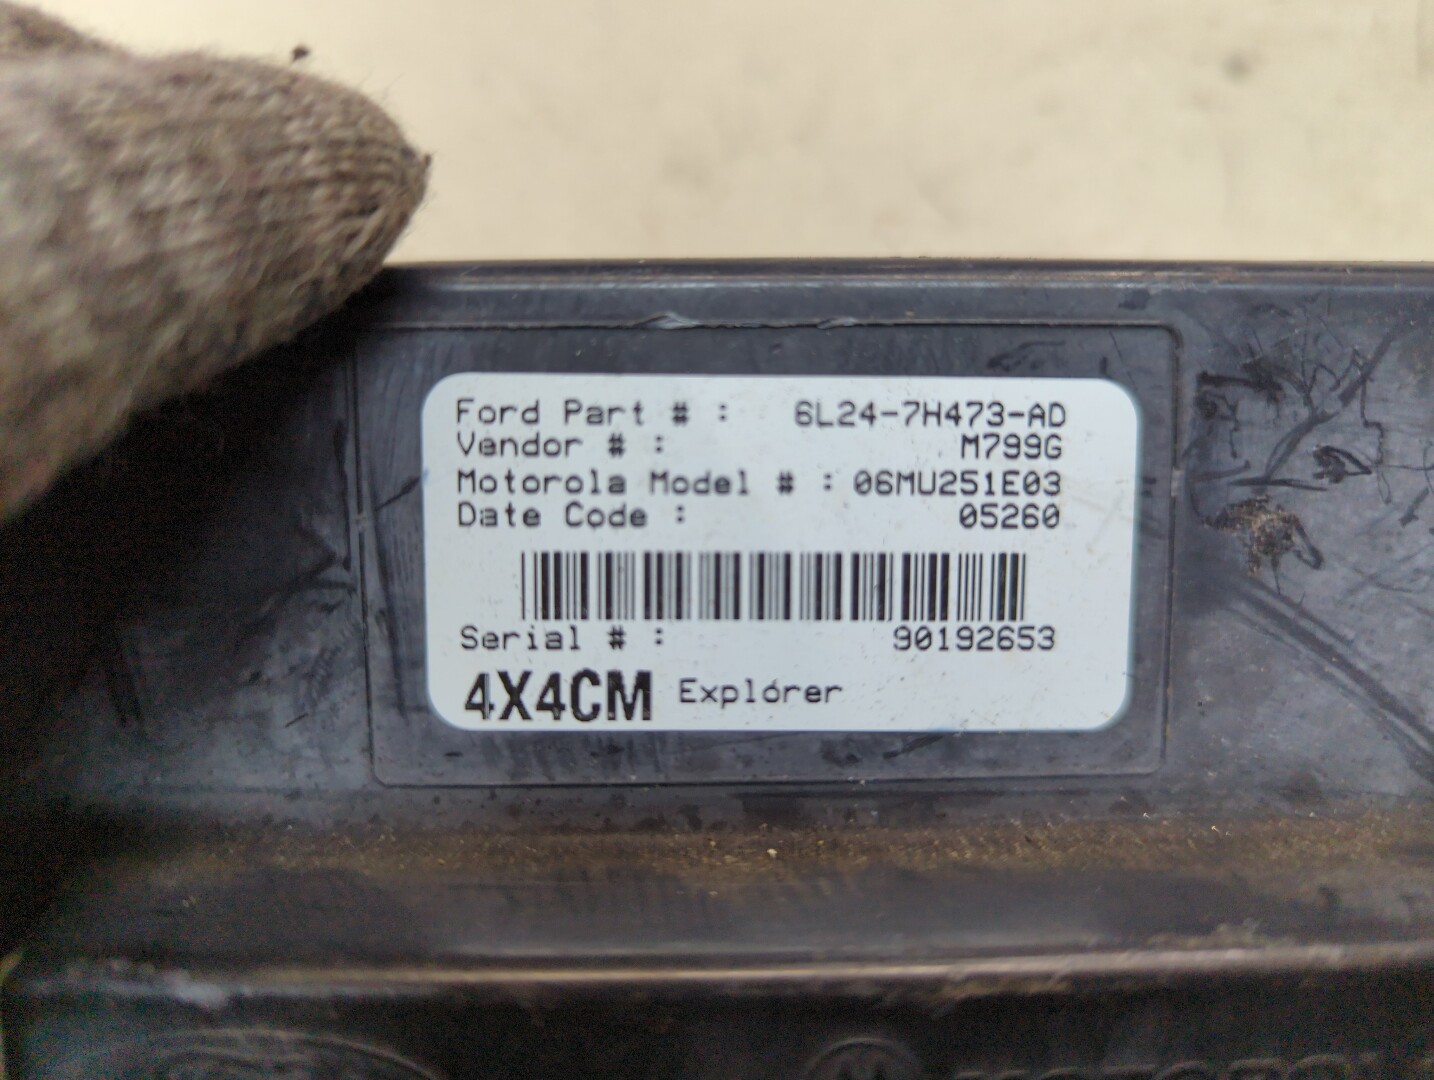 Ford Part # : 6L24-7H473-AD
Vendor # : M799G
Motorola Model # : 06MU251E03
Date Code : 05260
Serial # : 90192653
4X4CM Explorer